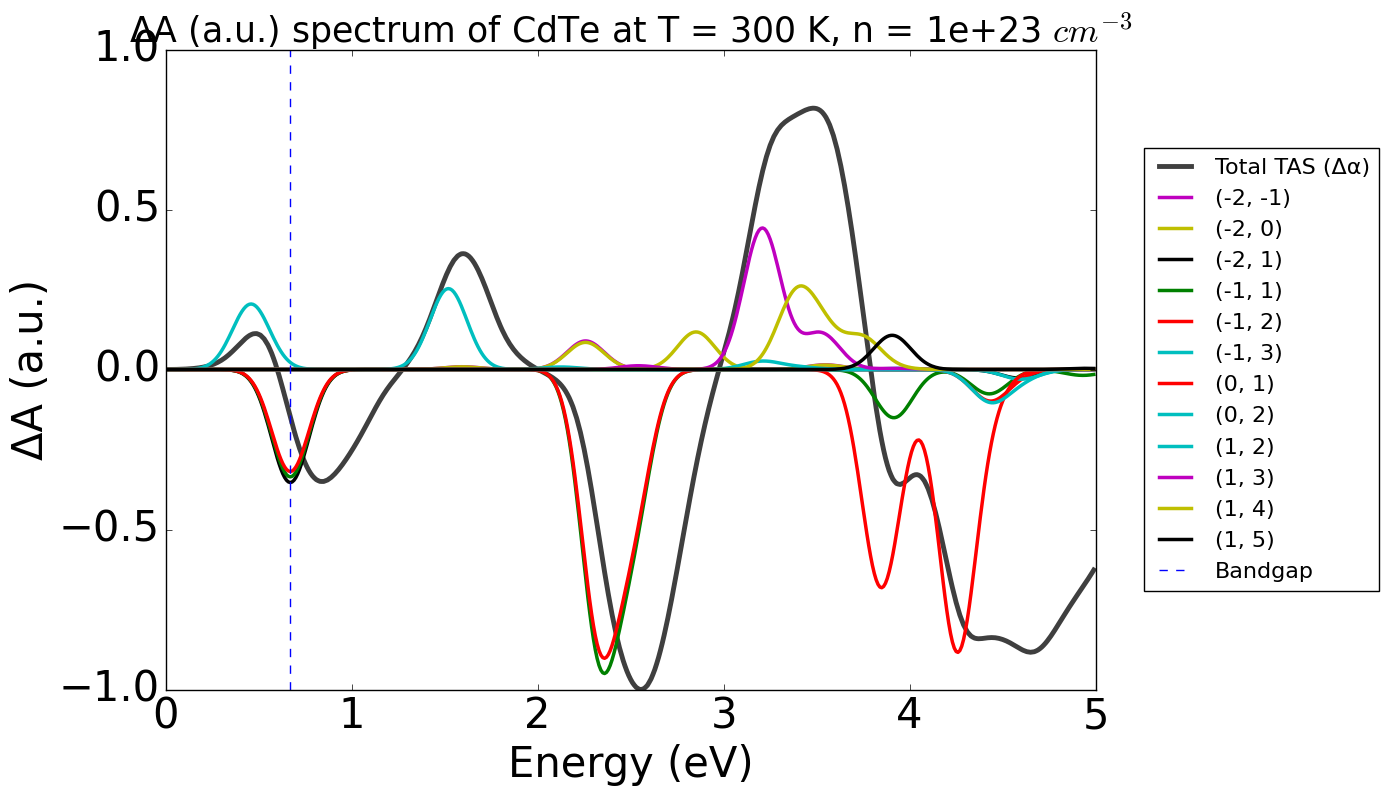 ΔA (a.u.) spectrum of CdTe at T = 300 K, n = 1e+23 cm⁻³
1.0
0.5
0.0
−0.5
−1.0
ΔA (a.u.)
0 1 2 3 4 5
Energy (eV)
Total TAS (Δα)
(-2, -1)
(-2, 0)
(-2, 1)
(-1, 1)
(-1, 2)
(-1, 3)
(0, 1)
(0, 2)
(1, 2)
(1, 3)
(1, 4)
(1, 5)
Bandgap